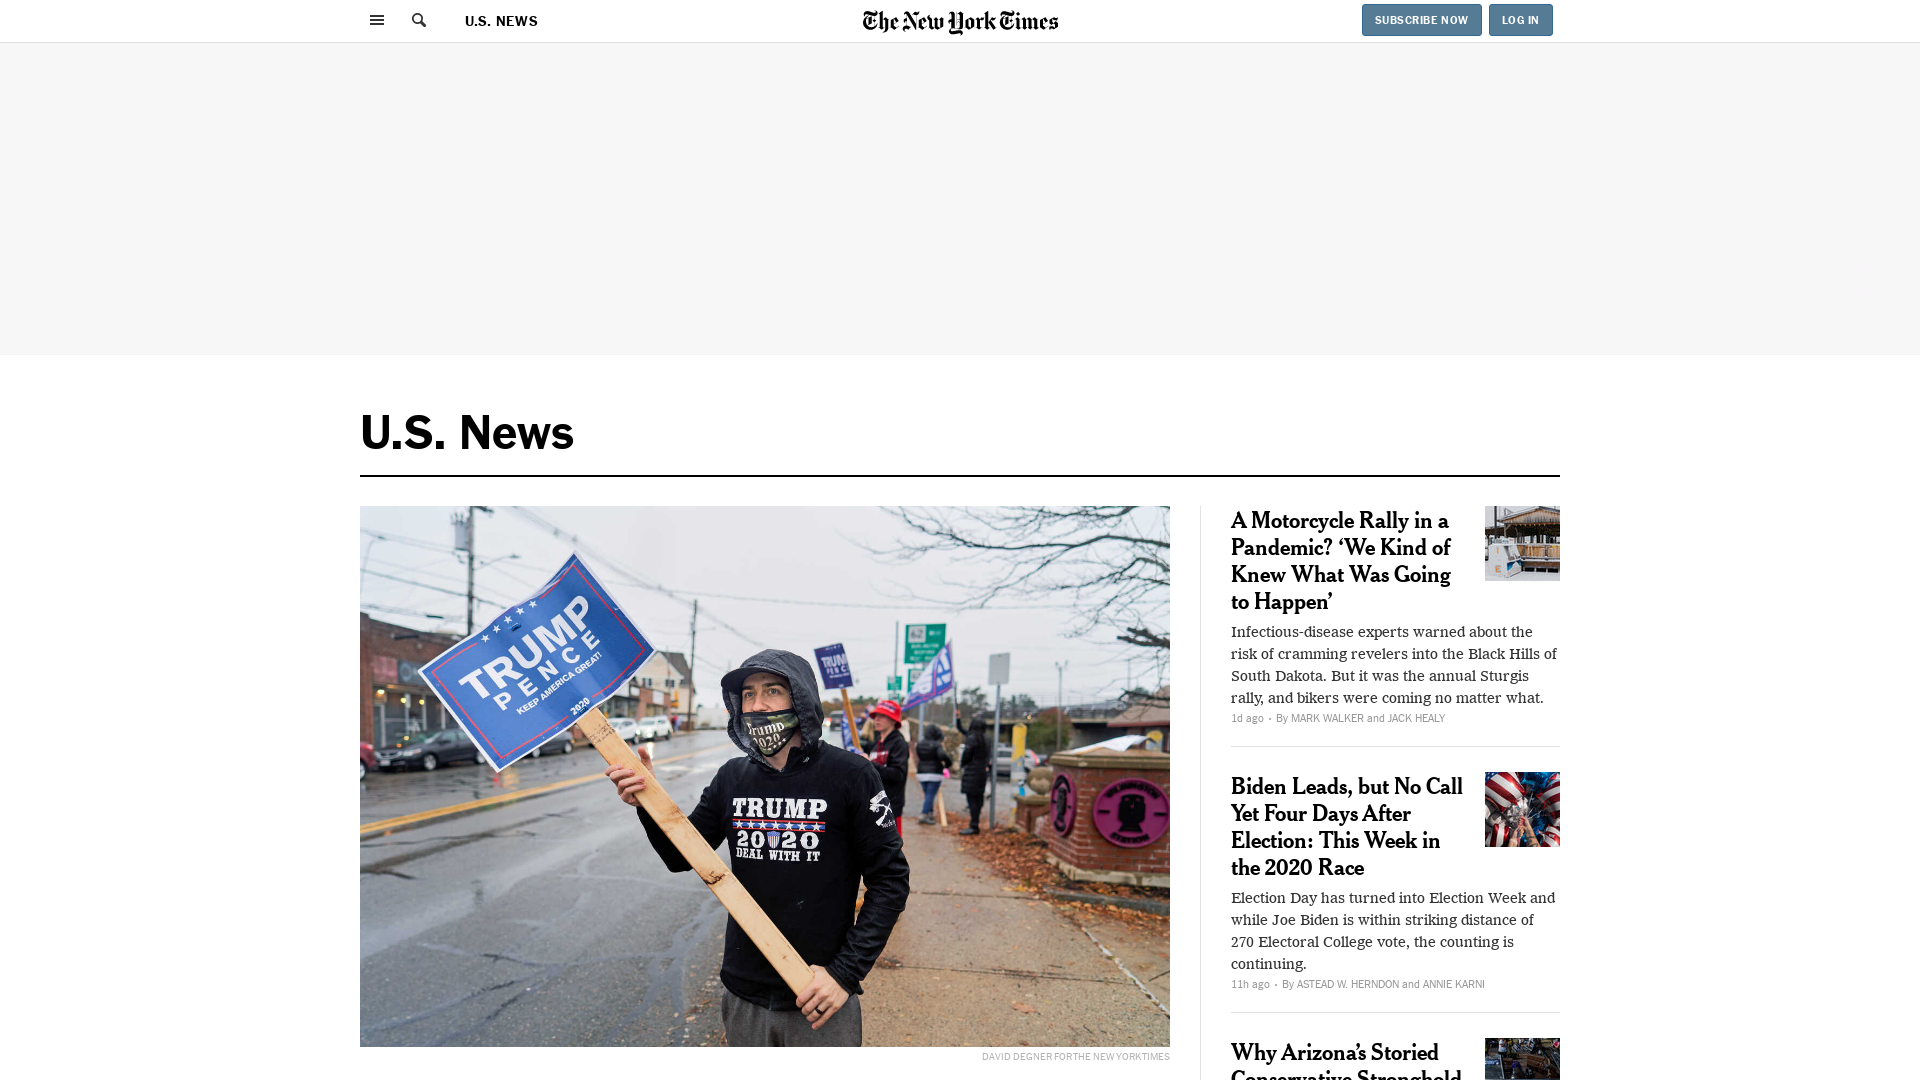 U.S. NEWS
The New York Times
SUBSCRIBE NOW
LOG IN
U.S. News
TRUMP
PENCE
KEEP AMERICA GREAT!
2020
TRUMP
PENCE
62
Trump
2020
TRUMP
2020
DEAL WITH IT
DAVID DEGNER FOR THE NEW YORK TIMES
A Motorcycle Rally in a
Pandemic? ‘We Kind of
Knew What Was Going
to Happen’
Infectious-disease experts warned about the
risk of cramming revelers into the Black Hills of
South Dakota. But it was the annual Sturgis
rally, and bikers were coming no matter what.
1d ago • By MARK WALKER and JACK HEALY
Biden Leads, but No Call
Yet Four Days After
Election: This Week in
the 2020 Race
Election Day has turned into Election Week and
while Joe Biden is within striking distance of
270 Electoral College vote, the counting is
continuing.
11h ago • By ASTEAD W. HERNDON and ANNIE KARNI
Why Arizona’s Storied
Conservative Stronghold